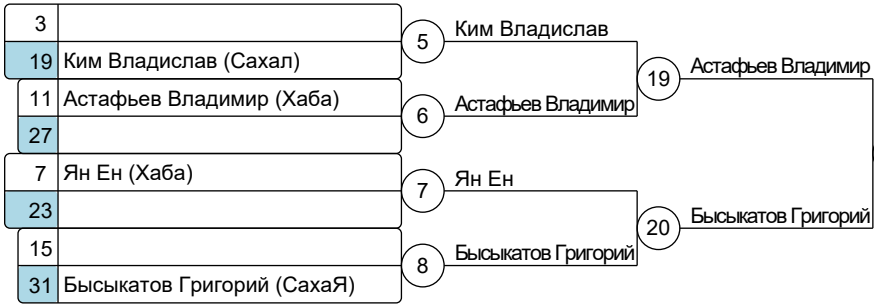 3
19 Ким Владислав (Сахал)
5 Ким Владислав
11 Астафьев Владимир (Хаба)
27
6 Астафьев Владимир
19 Астафьев Владимир
7 Ян Ен (Хаба)
23
7 Ян Ен
15
31 Бысыкатов Григорий (СахаЯ)
8 Бысыкатов Григорий
20 Бысыкатов Григорий